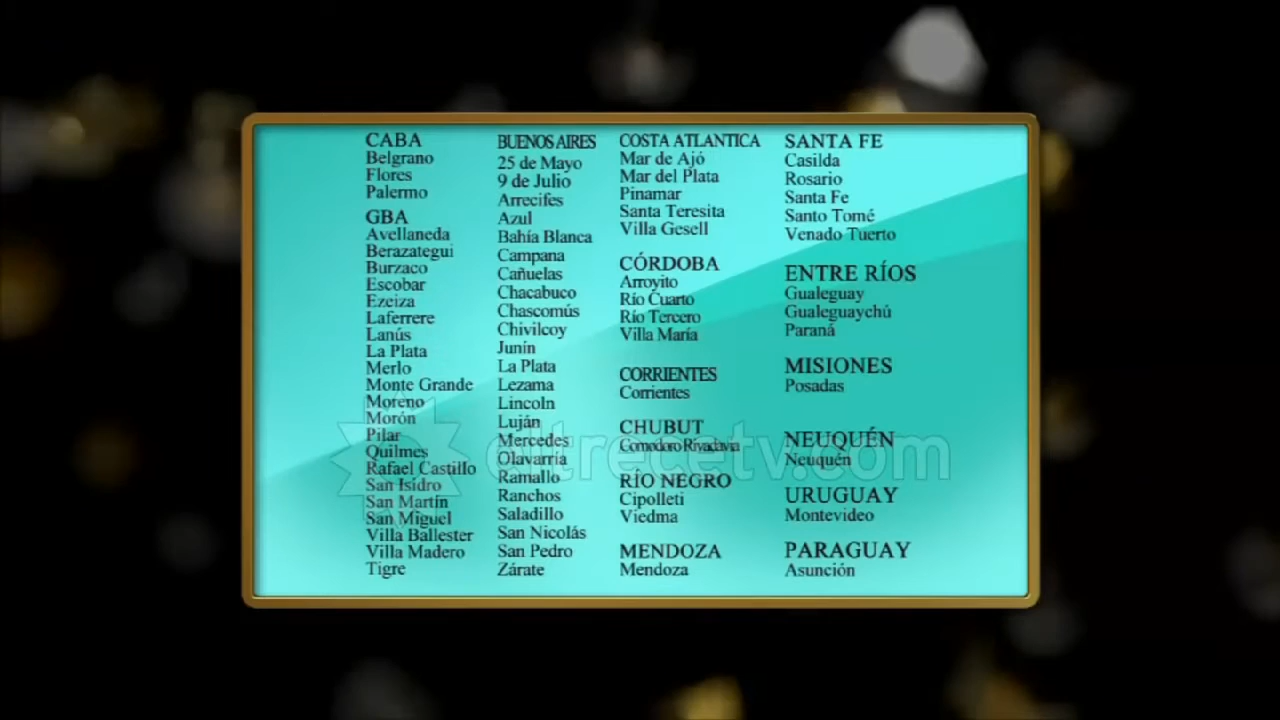 CABA
Belgrano
Flores
Palermo
GBA
Avellaneda
Berazategui
Burzaco
Escobar
Ezeiza
Laferrere
Lanús
La Plata
Merlo
Monte Grande
Moreno
Morón
Pilar
Quilmes
Rafael Castillo
San Isídro
San Martín
San Miguel
Villa Ballester
Villa Madero
Tigre
BUENOS AIRES
25 de Mayo
9 de Julio
Arrecifes
Azul
Bahía Blanca
Campana
Cañuelas
Chacabuco
Chascomús
Chivilcoy
Junín
La Plata
Lezama
Lincoln
Luján
Mercedes
Olavarría
Ramallo
Ranchos
Saladillo
San Nicolás
San Pedro
Zárate
COSTA ATLANTICA
Mar de Ajó
Mar del Plata
Pinamar
Santa Teresita
Villa Gesell
CÓRDOBA
Arroyito
Río Cuarto
Río Tercero
Villa María
CORRIENTES
Corrientes
CHUBUT
Comodoro Rivadavia
RÍO NEGRO
Cipolleti
Viedma
MENDOZA
Mendoza
SANTA FE
Casilda
Rosario
Santa Fe
Santo Tomé
Venado Tuerto
ENTRE RÍOS
Gualeguay
Gualeguaychú
Paraná
MISIONES
Posadas
NEUQUÉN
Neuquén
URUGUAY
Montevideo
PARAGUAY
Asunción
eltrecetv.com